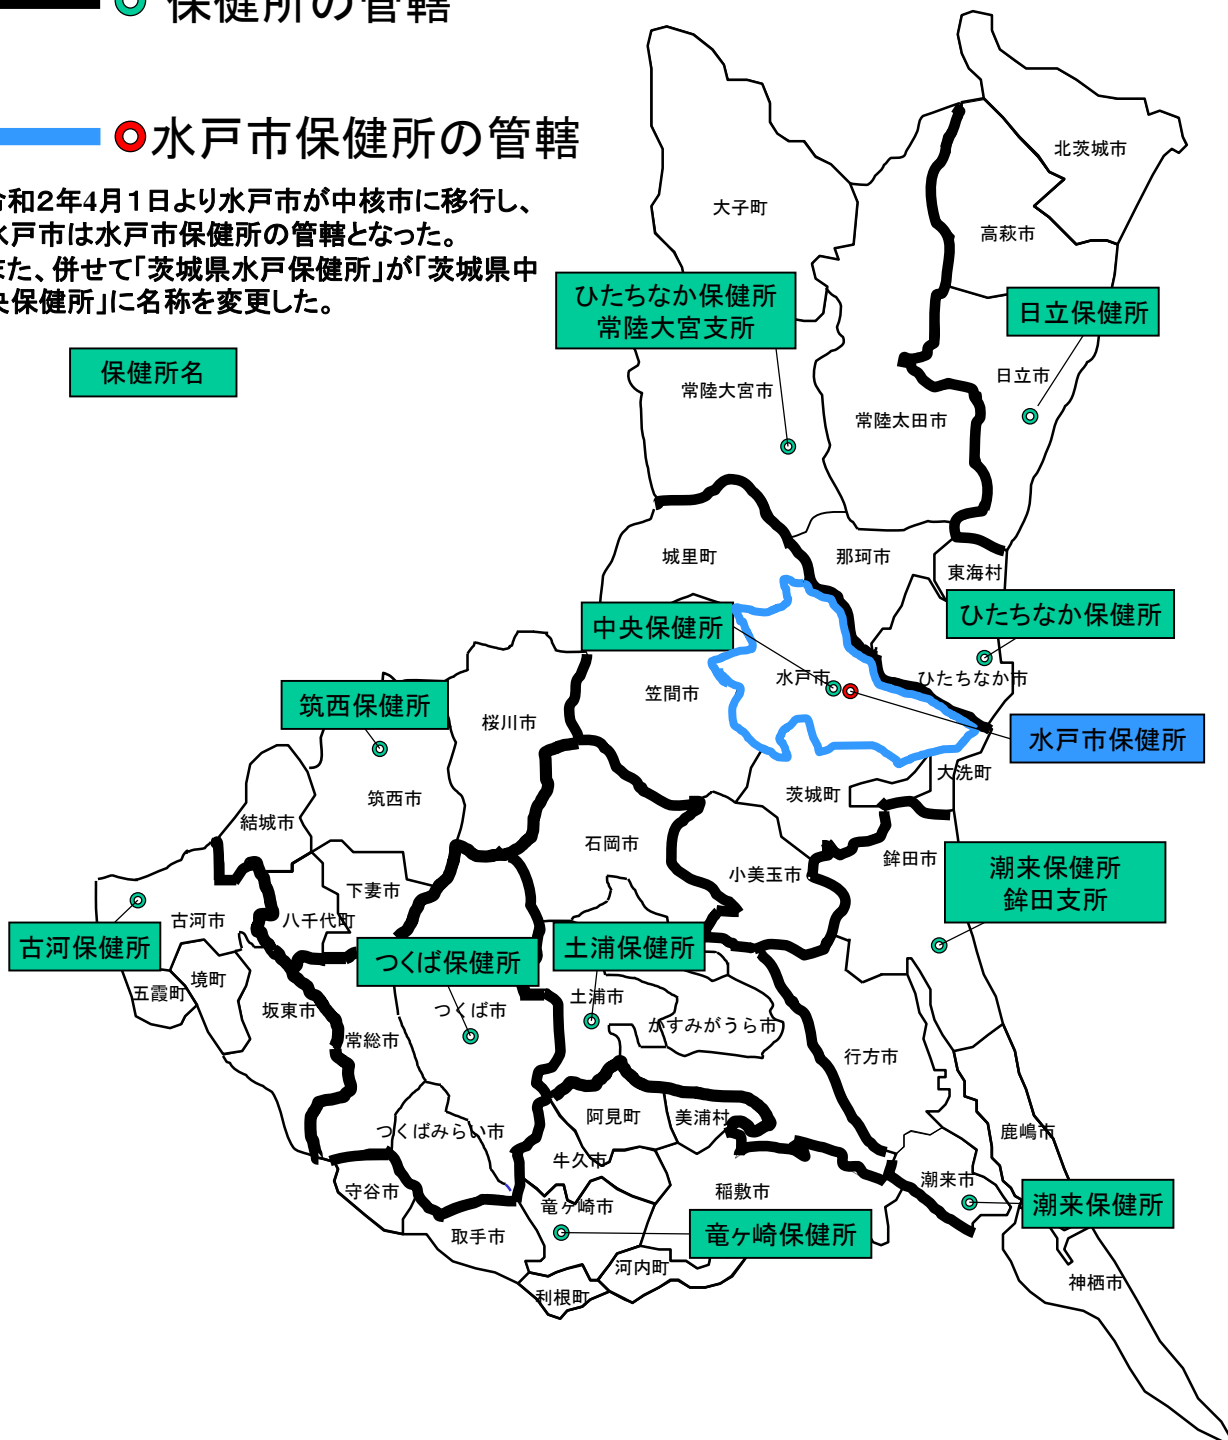 保健所の管轄
水戸市保健所の管轄
令和2年4月1日より水戸市が中核市に移行し、
水戸市は水戸市保健所の管轄となった。
また、併せて「茨城県水戸保健所」が「茨城県中
央保健所」に名称を変更した。
保健所名
北茨城市
大子町
高萩市
ひたちなか保健所
常陸大宮支所
日立保健所
日立市
常陸大宮市
常陸太田市
城里町
那珂市
東海村
ひたちなか保健所
中央保健所
水戸市
ひたちなか市
笠間市
筑西保健所
桜川市
水戸市保健所
大洗町
筑西市
茨城町
結城市
石岡市
鉾田市
小美玉市
潮来保健所
鉾田支所
下妻市
八千代町
古河市
古河保健所
つくば保健所
土浦保健所
境町
五霞町
坂東市
つくば市
土浦市
かすみがうら市
常総市
行方市
阿見町
美浦村
つくばみらい市
鹿嶋市
牛久市
守谷市
稲敷市
潮来市
竜ヶ崎市
潮来保健所
取手市
竜ヶ崎保健所
河内町
神栖市
利根町